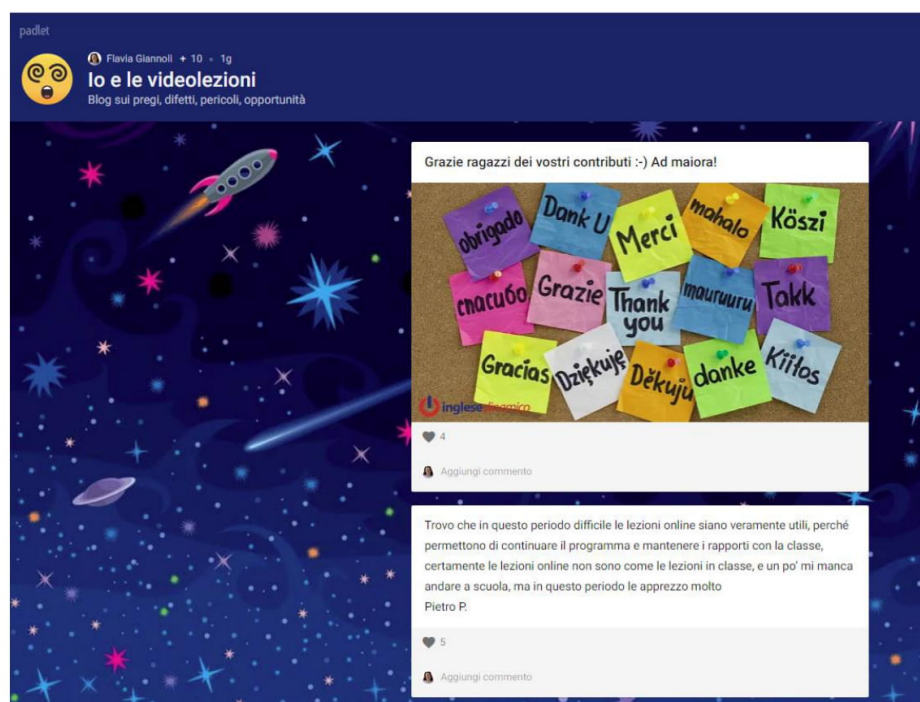 padlet
Flavia Giannoli + 10 • 1g
Io e le videolezioni
Blog sui pregi, difetti, pericoli, opportunità
Grazie ragazzi dei vostri contributi :-) Ad maiora!
obrigado
Dank U
Merci
mahalo
Köszi
спасибо
Grazie
Thank you
mauruuru
Takk
Gracias
Dziękuję
Děkuju
danke
Kiitos
inglesedinamico
4
Aggiungi commento
Trovo che in questo periodo difficile le lezioni online siano veramente utili, perché
permettono di continuare il programma e mantenere i rapporti con la classe,
certamente le lezioni online non sono come le lezioni in classe, e un po' mi manca
andare a scuola, ma in questo periodo le apprezzo molto
Pietro P.
5
Aggiungi commento